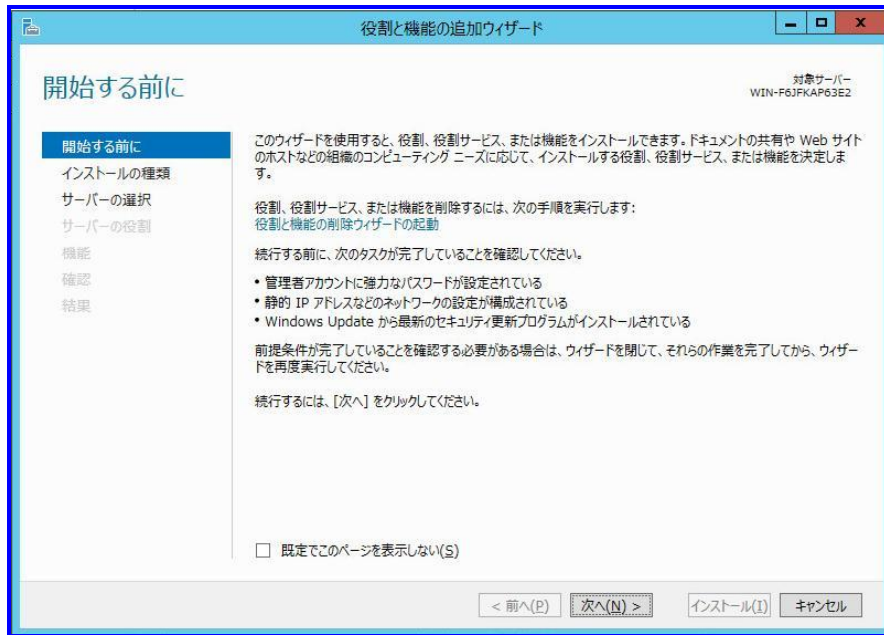 役割と機能の追加ウィザード
開始する前に
対象サーバー
WIN-F6JFKAP63E2
開始する前に
インストールの種類
サーバーの選択
サーバーの役割
機能
確認
結果
このウィザードを使用すると、役割、役割サービス、または機能をインストールできます。ドキュメントの共有や Web サイト
のホストなどの組織のコンピューティング ニーズに応じて、インストールする役割、役割サービス、または機能を決定しま
す。
役割、役割サービス、または機能を削除するには、次の手順を実行します:
役割と機能の削除ウィザードの起動
続行する前に、次のタスクが完了していることを確認してください。
• 管理者アカウントに強力なパスワードが設定されている
• 静的 IP アドレスなどのネットワークの設定が構成されている
• Windows Update から最新のセキュリティ更新プログラムがインストールされている
前提条件が完了していることを確認する必要がある場合は、ウィザードを閉じて、それらの作業を完了してから、ウィザー
ドを再度実行してください。
続行するには、[次へ] をクリックしてください。
既定でこのページを表示しない(S)
< 前へ(P) 次へ(N) > インストール(I) キャンセル